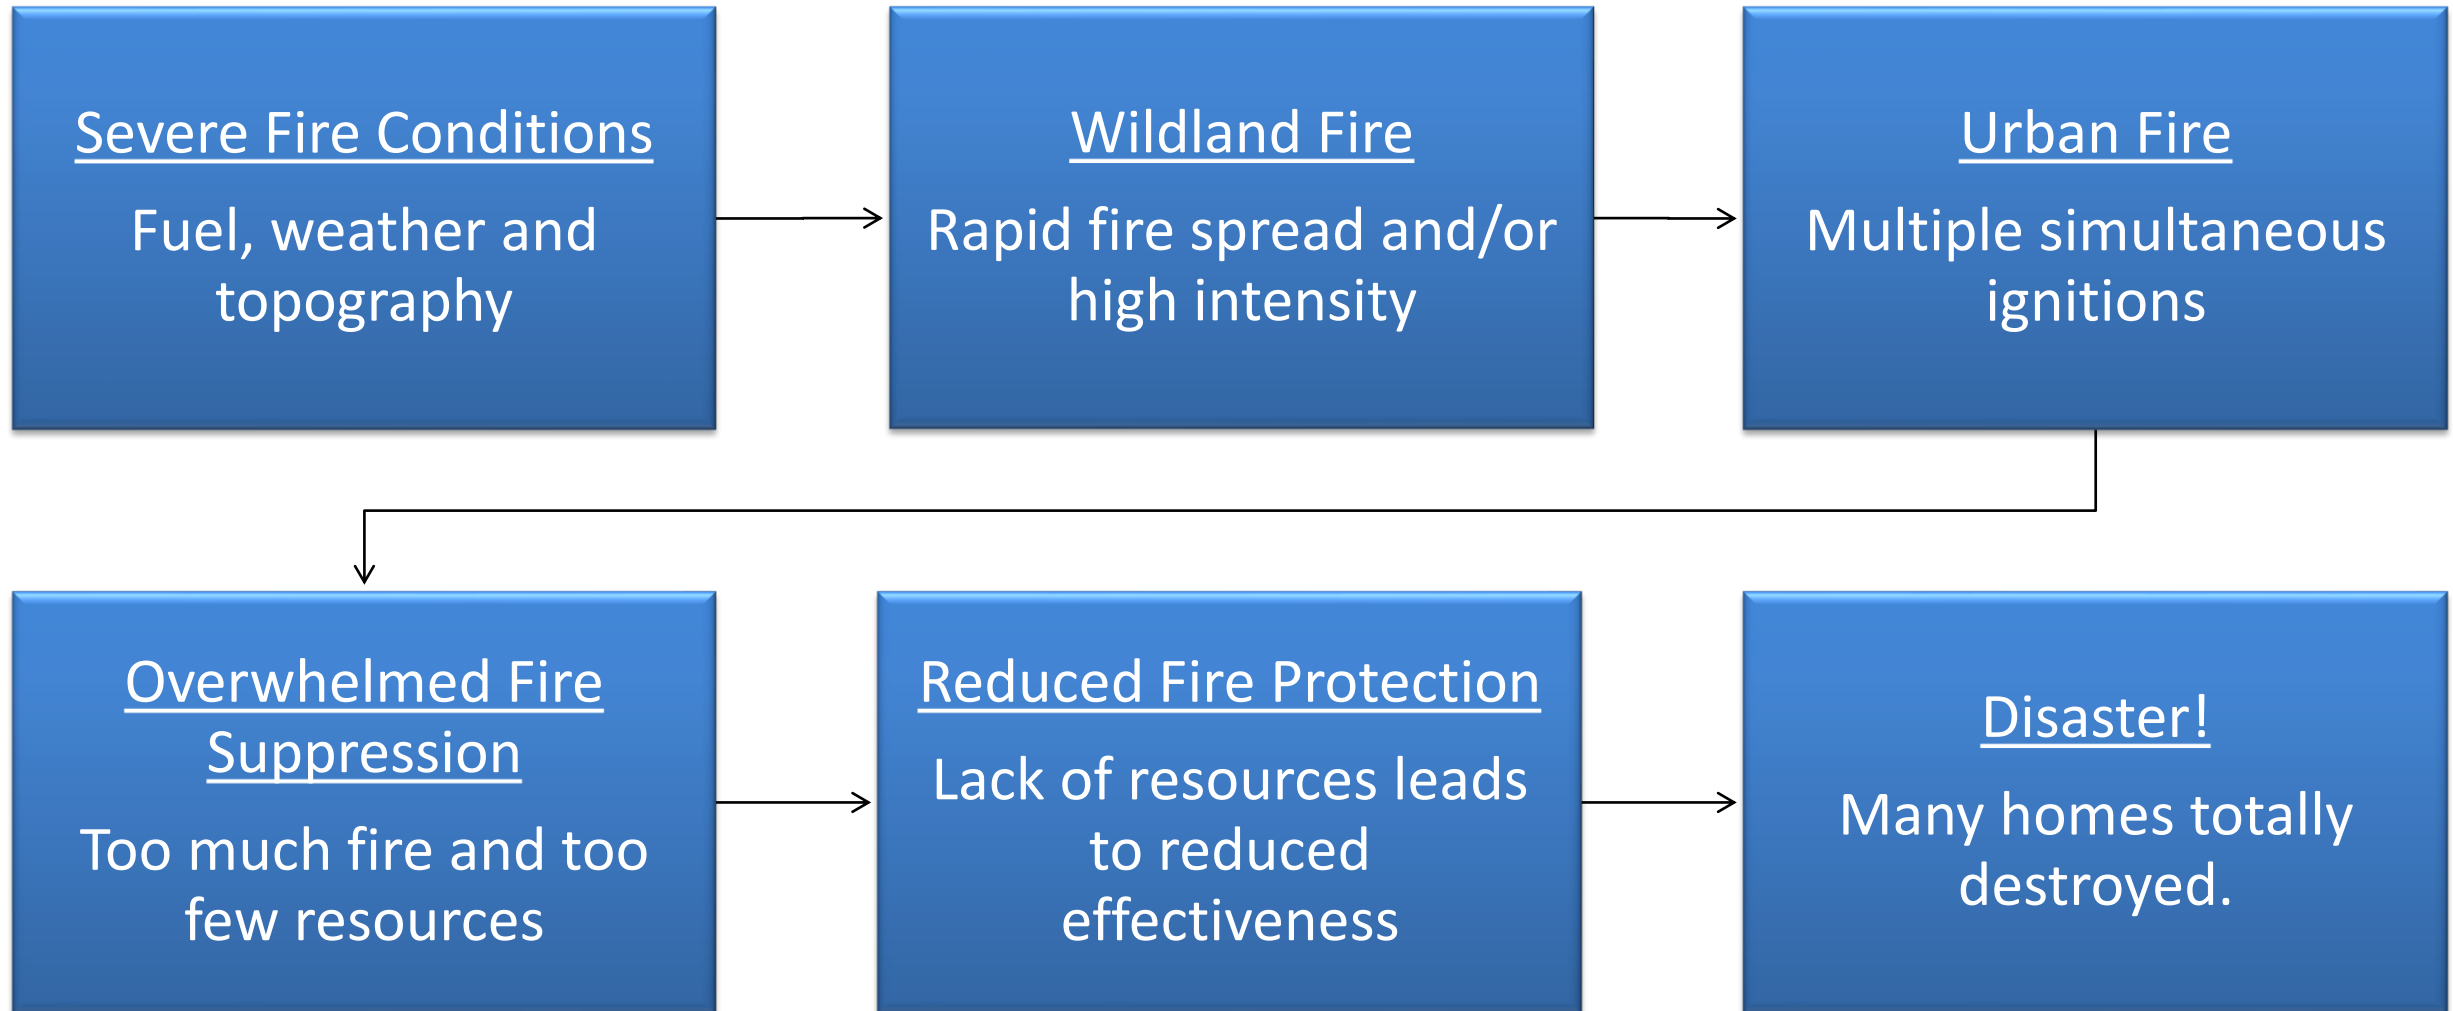 Severe Fire Conditions
Fuel, weather and
topography
Wildland Fire
Rapid fire spread and/or
high intensity
Urban Fire
Multiple simultaneous
ignitions
Overwhelmed Fire
Suppression
Too much fire and too
few resources
Reduced Fire Protection
Lack of resources leads
to reduced
effectiveness
Disaster!
Many homes totally
destroyed.